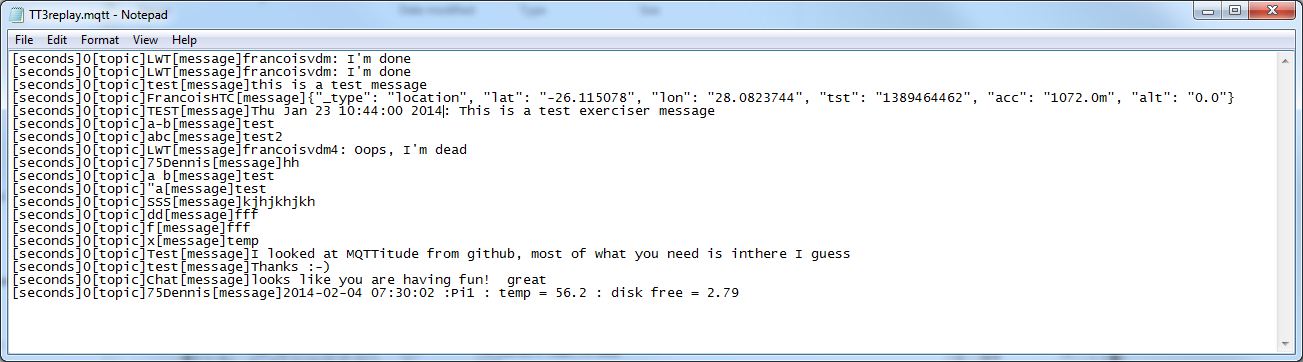 TT3replay.mqtt - Notepad
File Edit Format View Help
[seconds]0[topic]LWT[message]francoisvdm: I'm done
[seconds]0[topic]LWT[message]francoisvdm: I'm done
[seconds]0[topic]test[message]this is a test message
[seconds]0[topic]FrancoisHTC[message]{"_type": "location", "lat": "-26.115078", "lon": "28.0823744", "tst": "1389464462", "acc": "1072.0m", "alt": "0.0"}
[seconds]0[topic]TEST[message]Thu Jan 23 10:44:00 2014: This is a test exerciser message
[seconds]0[topic]a-b[message]test
[seconds]0[topic]abc[message]test2
[seconds]0[topic]LWT[message]francoisvdm4: Oops, I'm dead
[seconds]0[topic]75Dennis[message]hh
[seconds]0[topic]a b[message]test
[seconds]0[topic]"a[message]test
[seconds]0[topic]SSS[message]kjhjkhjkh
[seconds]0[topic]dd[message]fff
[seconds]0[topic]f[message]fff
[seconds]0[topic]x[message]temp
[seconds]0[topic]Test[message]I looked at MQTTitude from github, most of what you need is inthere I guess
[seconds]0[topic]test[message]Thanks :-)
[seconds]0[topic]Chat[message]looks like you are having fun!  great
[seconds]0[topic]75Dennis[message]2014-02-04 07:30:02 :Pi1 : temp = 56.2 : disk free = 2.79